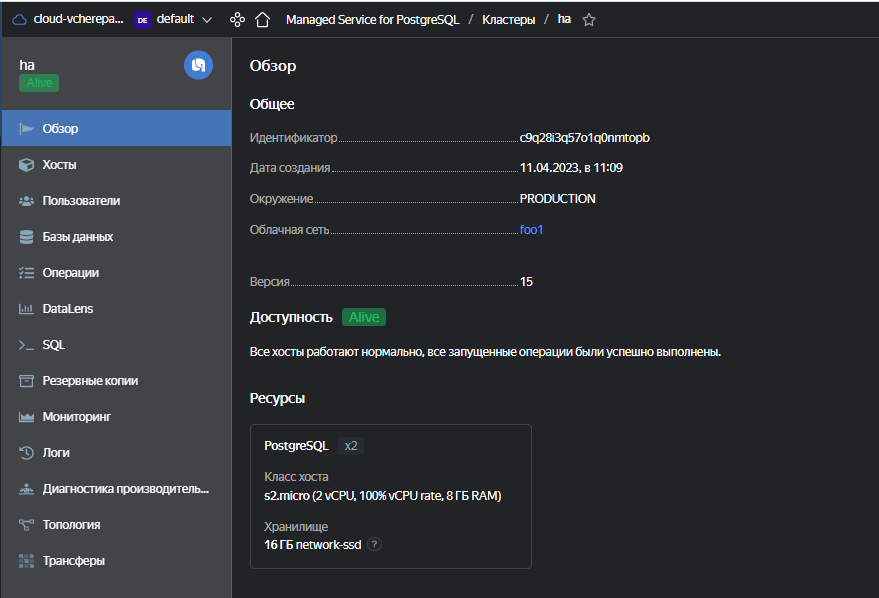 cloud-vcherepa... DE default Managed Service for PostgreSQL / Кластеры / ha
ha
Alive
Обзор
Хосты
Пользователи
Базы данных
Операции
DataLens
SQL
Резервные копии
Мониторинг
Логи
Диагностика производитель...
Топология
Трансферы
Обзор
Общее
Идентификатор c9q28i3q57o1q0nmtopb
Дата создания 11.04.2023, в 11:09
Окружение PRODUCTION
Облачная сеть foo1
Версия 15
Доступность Alive
Все хосты работают нормально, все запущенные операции были успешно выполнены.
Ресурсы
PostgreSQL x2
Класс хоста
s2.micro (2 vCPU, 100% vCPU rate, 8 ГБ RAM)
Хранилище
16 ГБ network-ssd ?